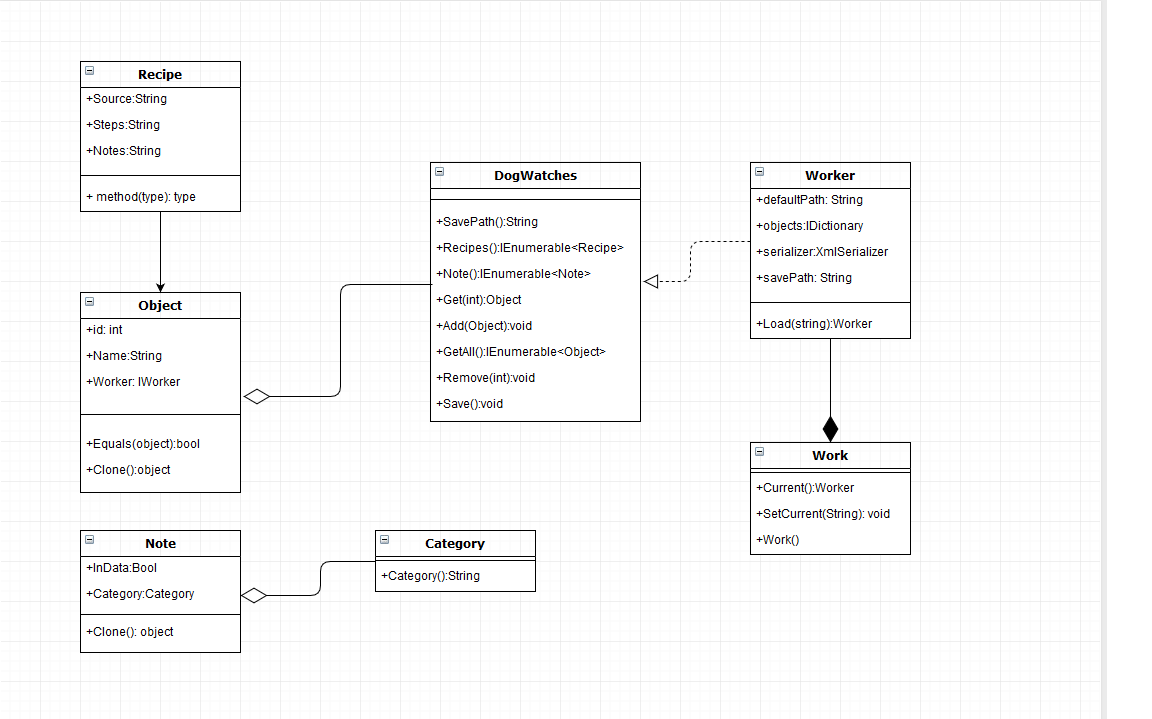 Recipe
+Source:String
+Steps:String
+Notes:String
+ method(type): type
Object
+id: int
+Name:String
+Worker: IWorker
+Equals(object):bool
+Clone():object
Note
+InData:Bool
+Category:Category
+Clone(): object
Category
+Category():String
DogWatches
+SavePath():String
+Recipes():IEnumerable<Recipe>
+Note():IEnumerable<Note>
+Get(int):Object
+Add(Object):void
+GetAll():IEnumerable<Object>
+Remove(int):void
+Save():void
Worker
+defaultPath: String
+objects:IDictionary
+serializer:XmlSerializer
+savePath: String
+Load(string):Worker
Work
+Current():Worker
+SetCurrent(String): void
+Work()